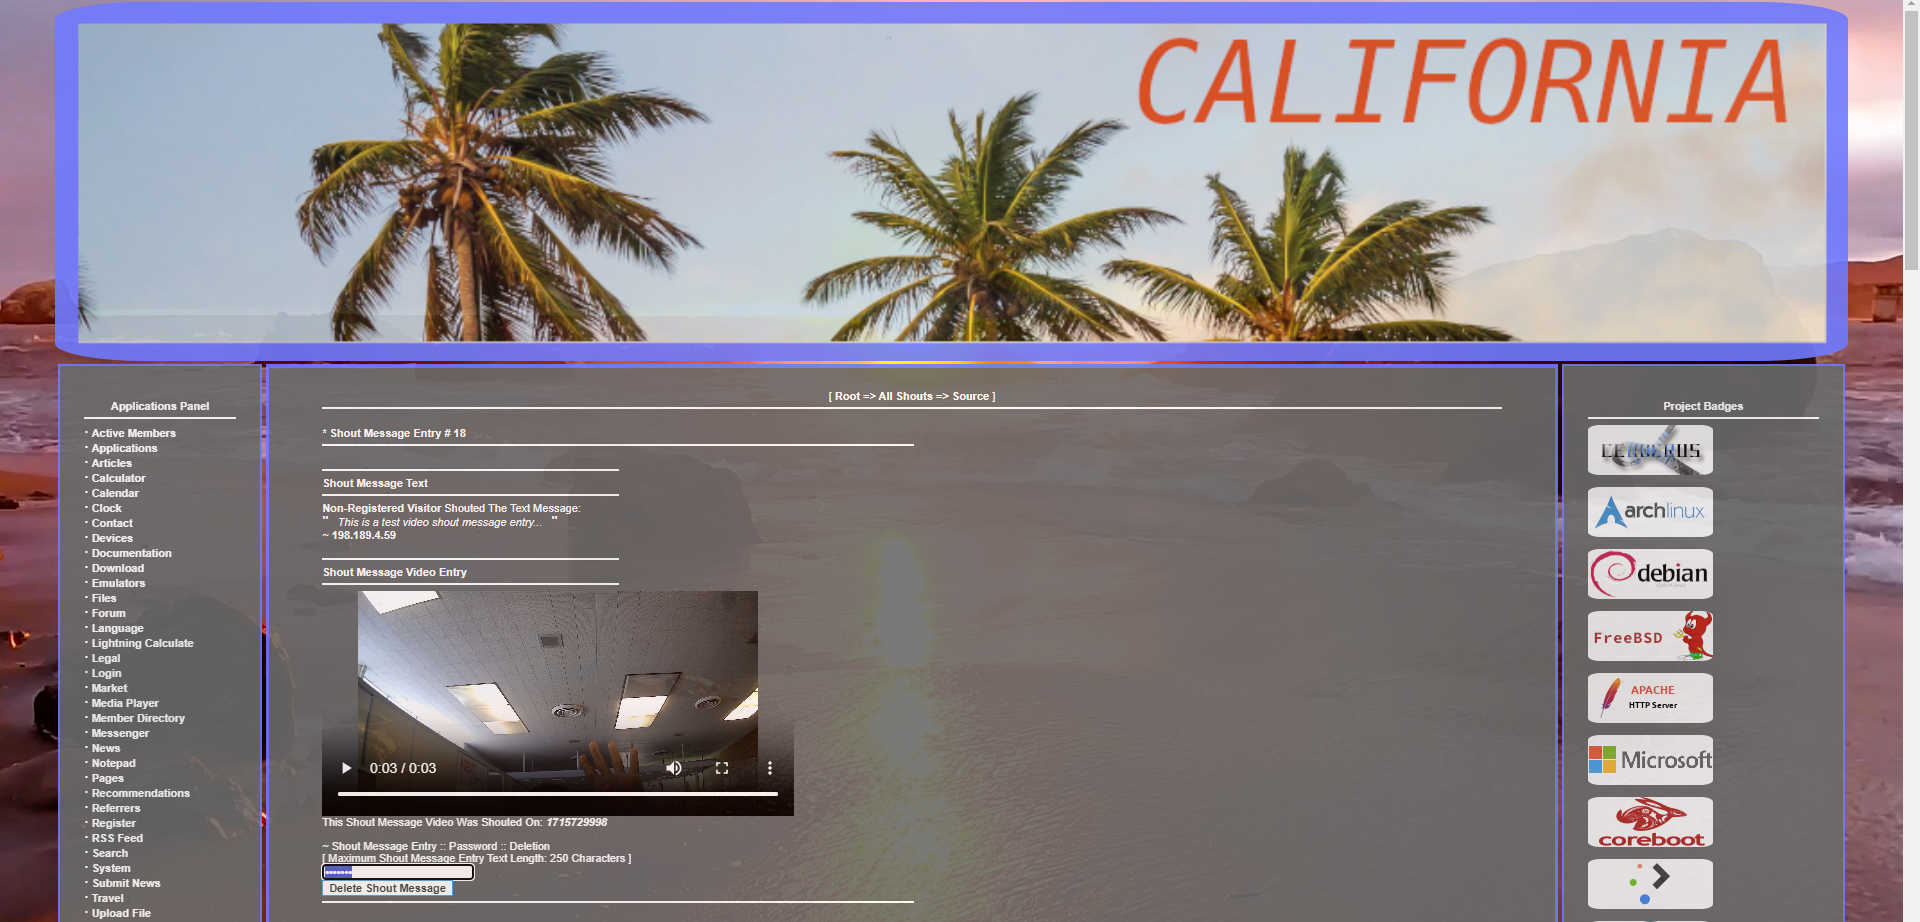 CALIFORNIA
Applications Panel
· Active Members
· Applications
· Articles
· Calculator
· Calendar
· Clock
· Contact
· Devices
· Documentation
· Download
· Emulators
· Files
· Forum
· Language
· Lightning Calculate
· Legal
· Login
· Market
· Media Player
· Member Directory
· Messenger
· News
· Notepad
· Pages
· Recommendations
· Referrers
· Register
· RSS Feed
· Search
· System
· Submit News
· Travel
· Upload File
[ Root => All Shouts => Source ]
* Shout Message Entry # 18
Shout Message Text
Non-Registered Visitor Shouted The Text Message:
" This is a test video shout message entry... "
~ 198.189.4.59
Shout Message Video Entry
0:03 / 0:03
This Shout Message Video Was Shouted On: 1715729998
~ Shout Message Entry :: Password :: Deletion
[ Maximum Shout Message Entry Text Length: 250 Characters ]
•••••••
Delete Shout Message
Project Badges
CERBERUS
archlinux
debian
FreeBSD
APACHE
HTTP Server
Microsoft
coreboot